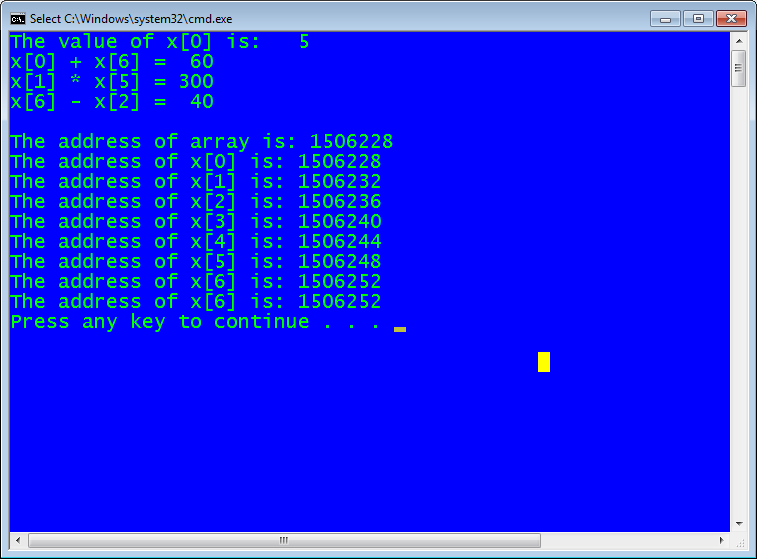 Select C:\Windows\system32\cmd.exe
The value of x[0] is:   5
x[0] + x[6] =  60
x[1] * x[5] = 300
x[6] - x[2] =  40
The address of array is: 1506228
The address of x[0] is: 1506228
The address of x[1] is: 1506232
The address of x[2] is: 1506236
The address of x[3] is: 1506240
The address of x[4] is: 1506244
The address of x[5] is: 1506248
The address of x[6] is: 1506252
The address of x[6] is: 1506252
Press any key to continue . . . _